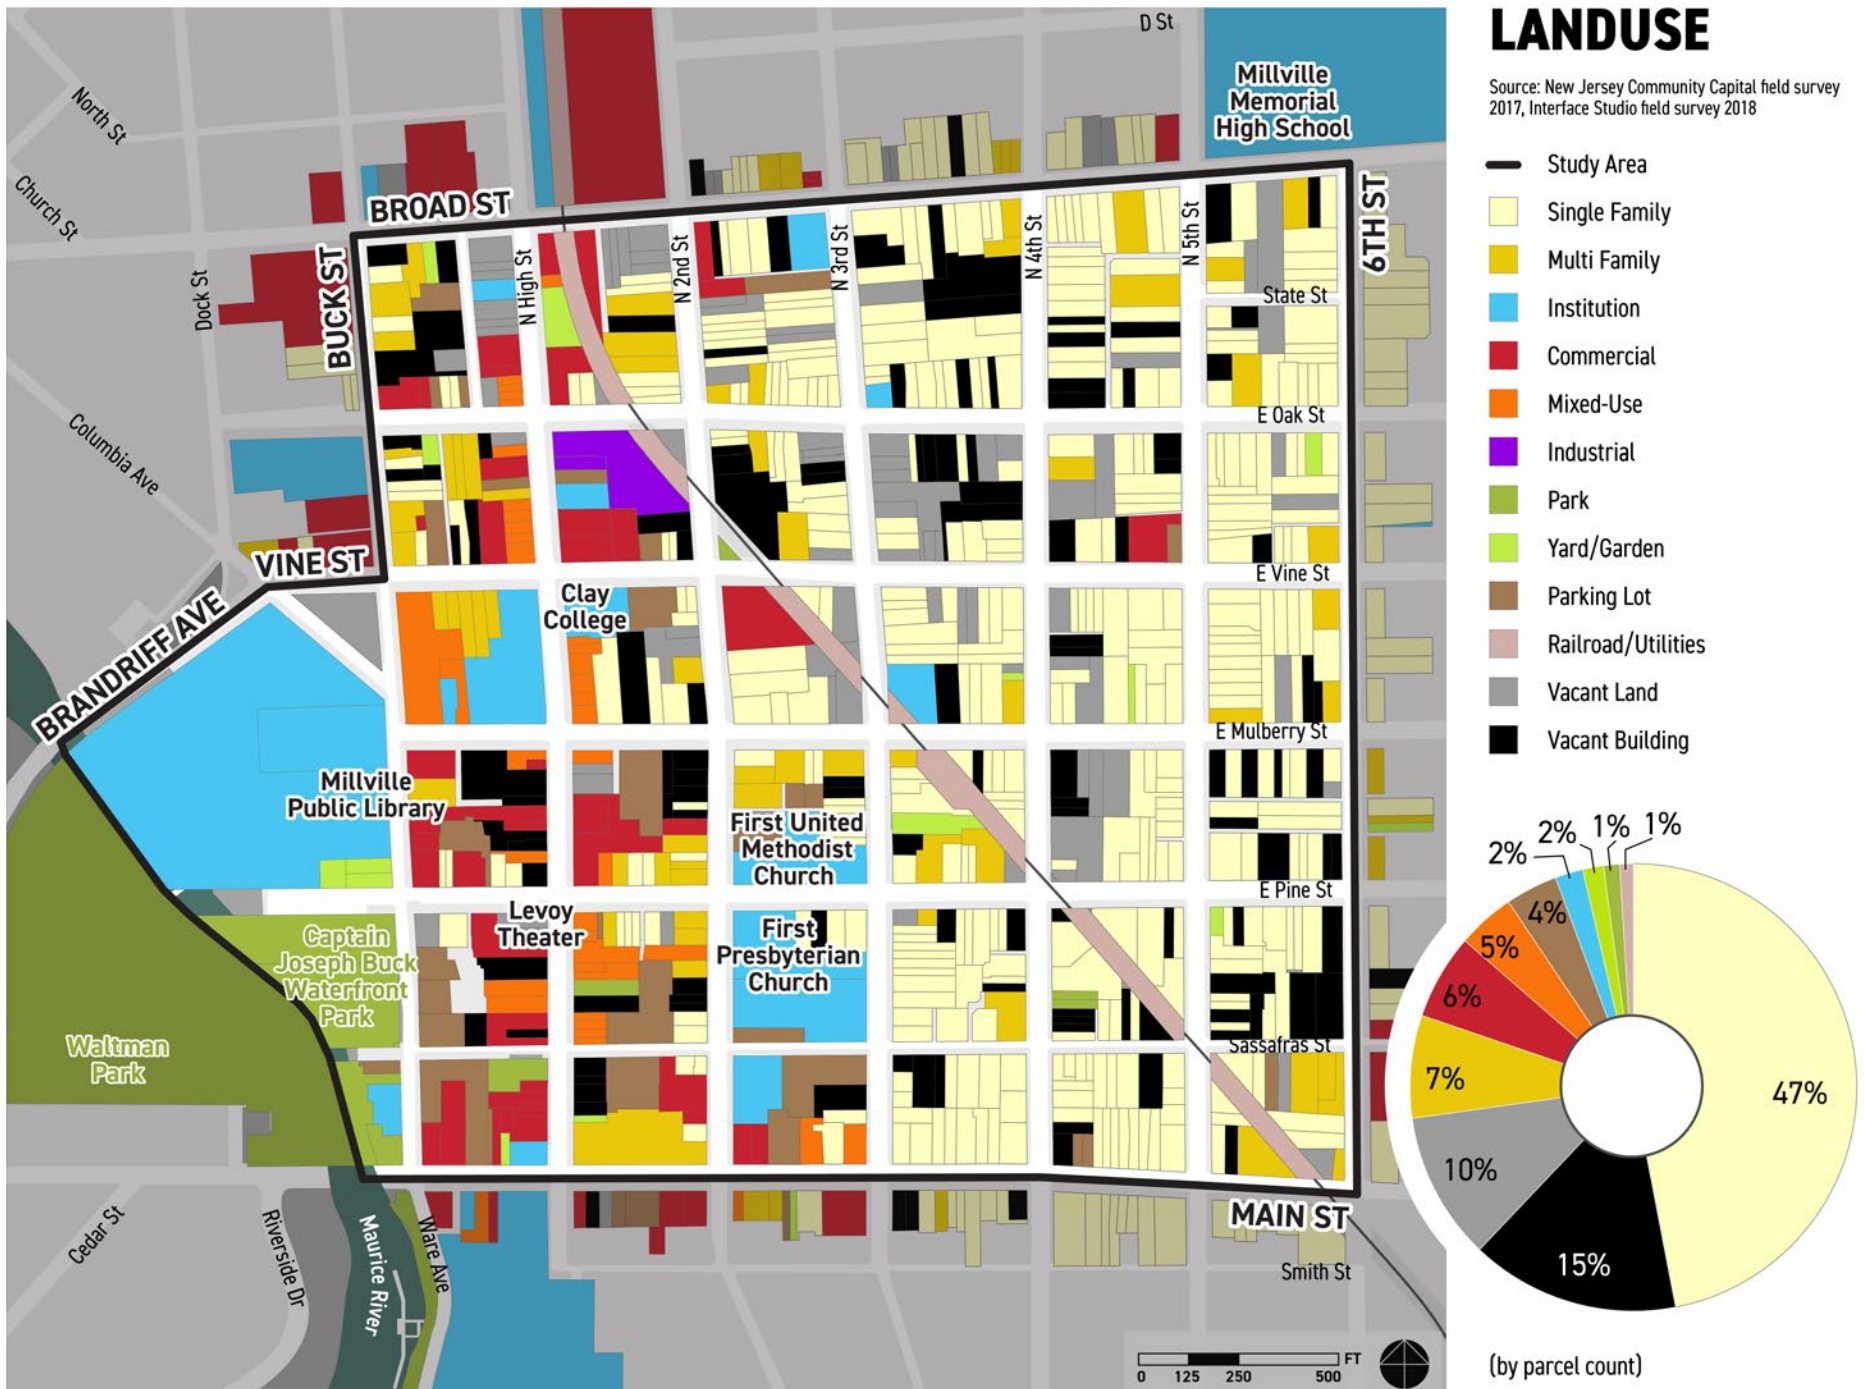 LANDUSE
Source: New Jersey Community Capital field survey
2017, Interface Studio field survey 2018
Study Area
Single Family
Multi Family
Institution
Commercial
Mixed-Use
Industrial
Park
Yard/Garden
Parking Lot
Railroad/Utilities
Vacant Land
Vacant Building
2%
2%
1%
1%
4%
5%
6%
7%
10%
15%
47%
(by parcel count)
D St
Millville
Memorial
High School
North St
Church St
Dock St
Columbia Ave
BROAD ST
BUCK ST
N High St
N 2nd St
N 3rd St
N 4th St
N 5th St
6TH ST
State St
E Oak St
VINE ST
E Vine St
BRANDRIFF AVE
Clay
College
E Mulberry St
Millville
Public Library
First United
Methodist
Church
E Pine St
Levoy
Theater
First
Presbyterian
Church
Captain
Joseph Buck
Waterfront
Park
Waltman
Park
Sassafras St
MAIN ST
Cedar St
Riverside Dr
Maurice River
Ware Ave
Smith St
FT
0 125 250 500